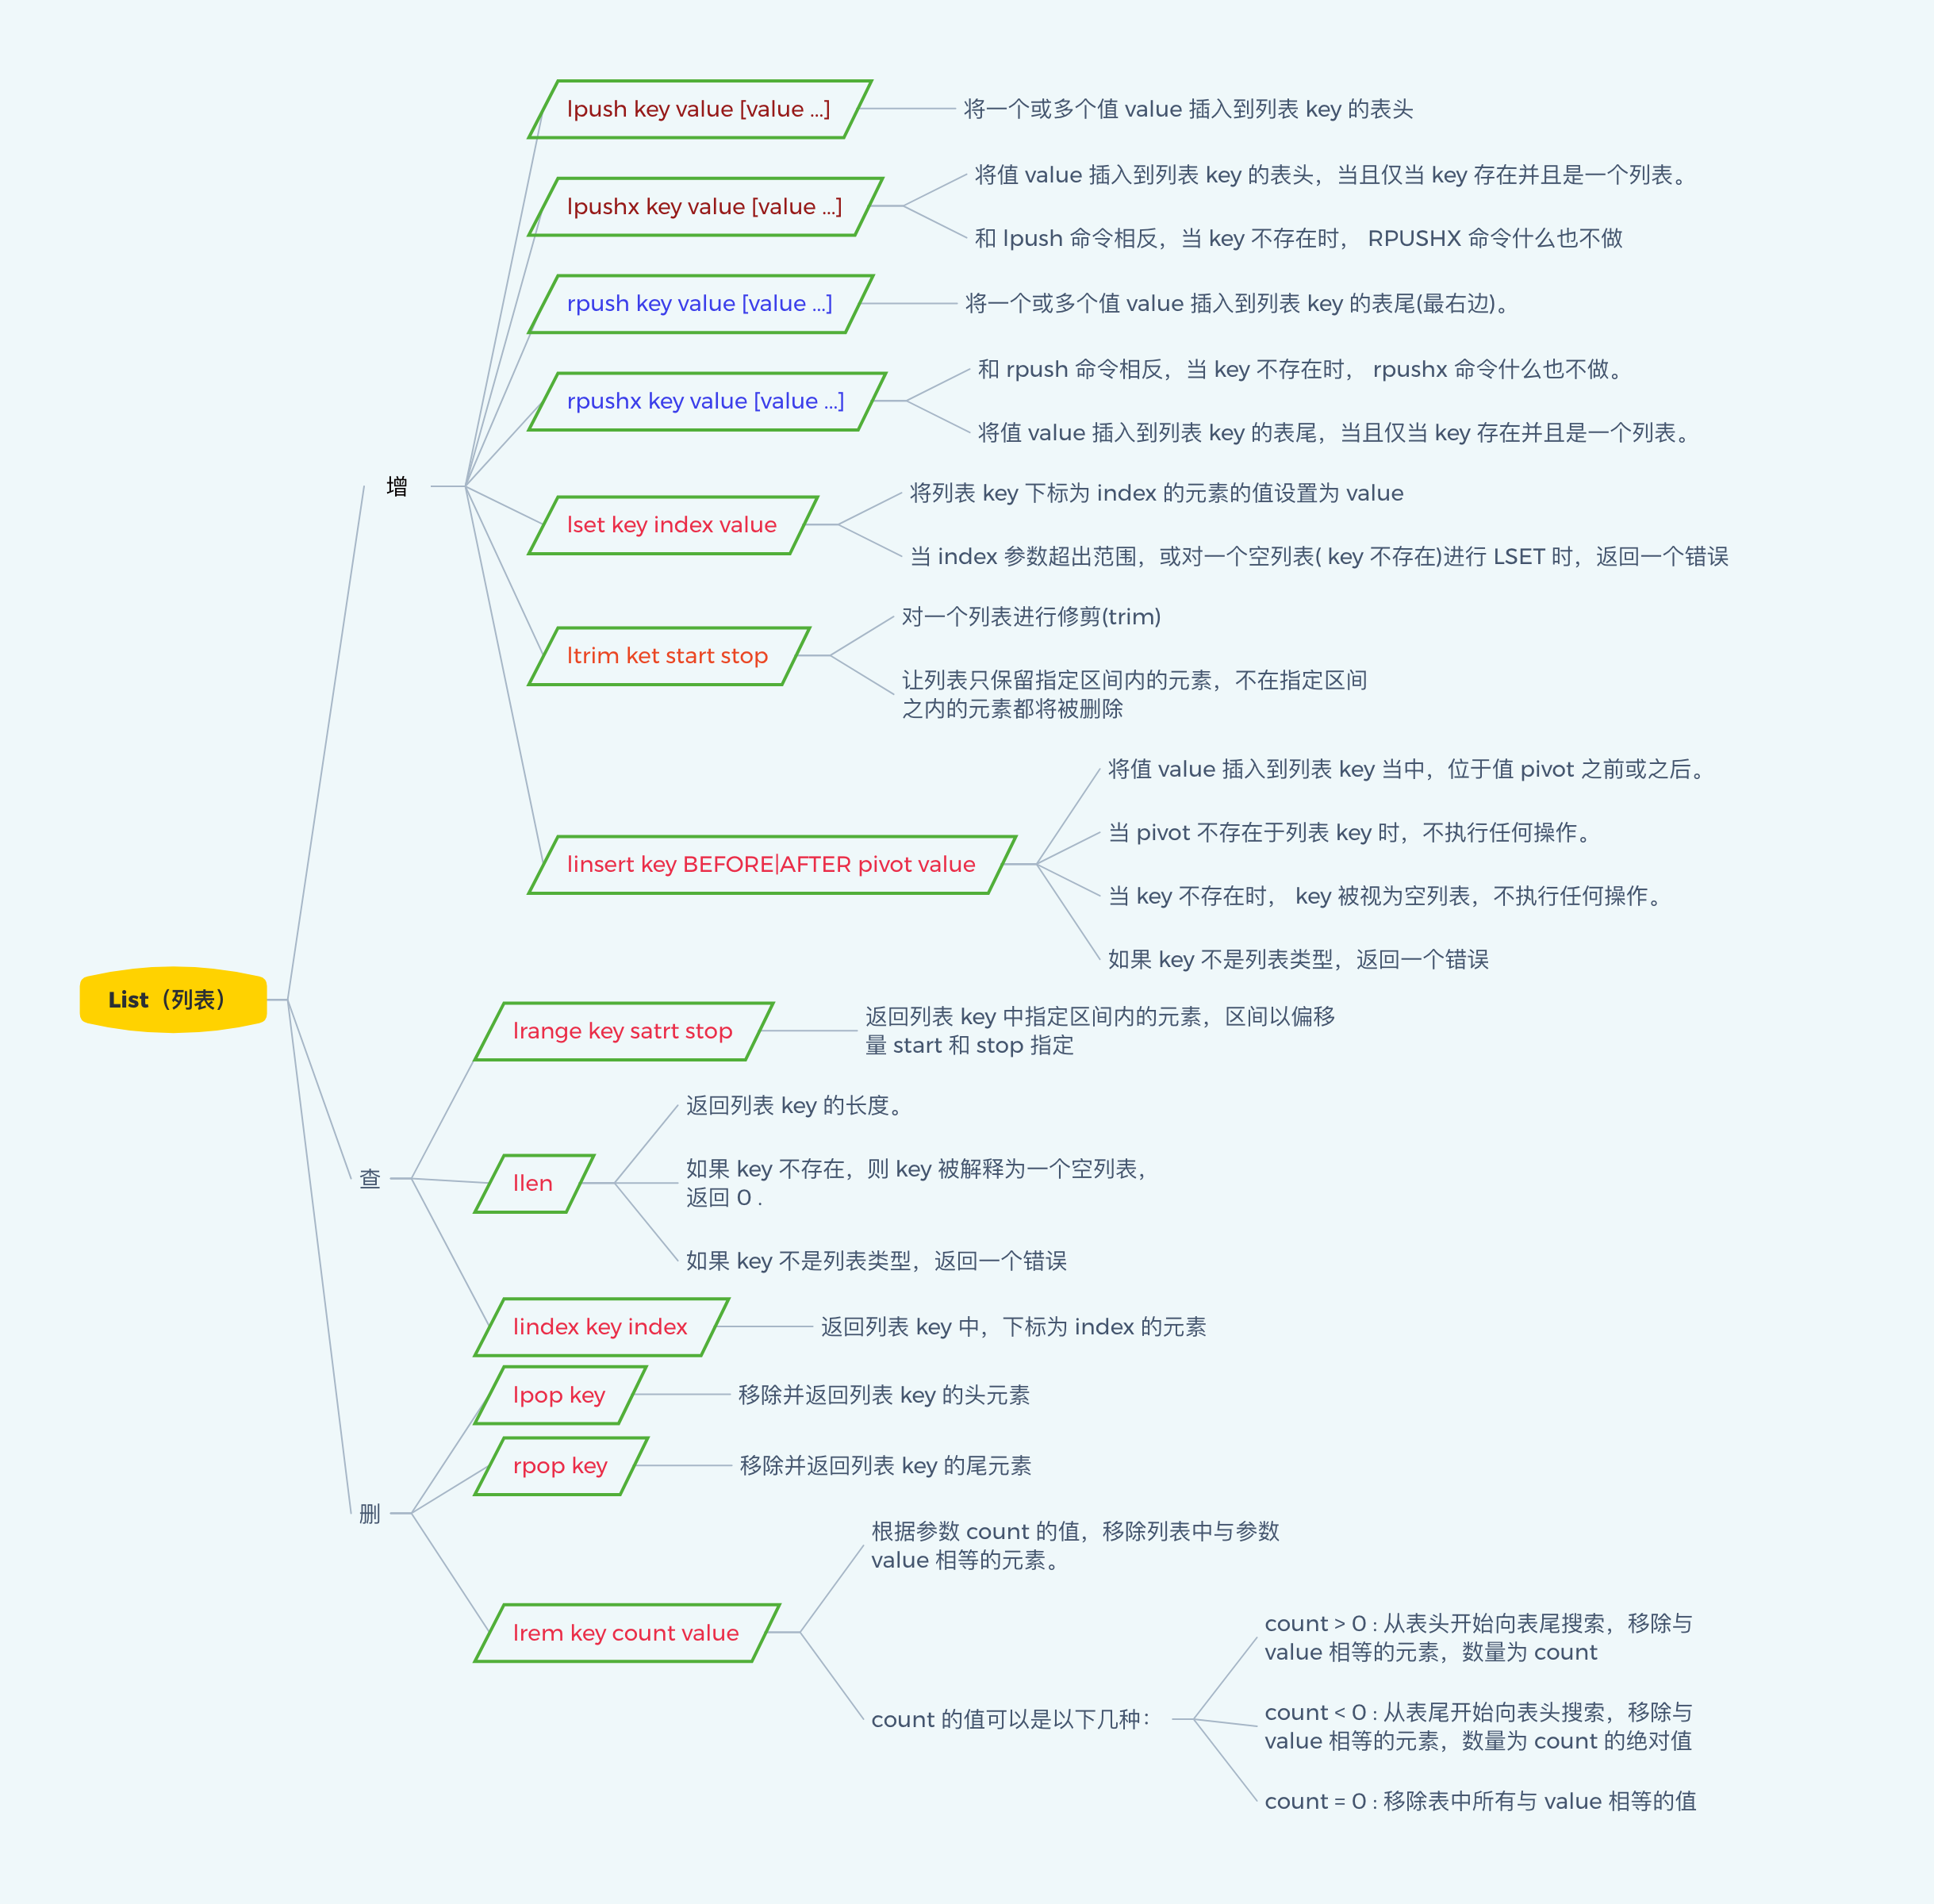 List（列表）
增
lpush key value [value ...]
将一个或多个值 value 插入到列表 key 的表头
lpushx key value [value ...]
将值 value 插入到列表 key 的表头，当且仅当 key 存在并且是一个列表。
和 lpush 命令相反，当 key 不存在时， RPUSHX 命令什么也不做
rpush key value [value ...]
将一个或多个值 value 插入到列表 key 的表尾(最右边)。
rpushx key value [value ...]
和 rpush 命令相反，当 key 不存在时， rpushx 命令什么也不做。
将值 value 插入到列表 key 的表尾，当且仅当 key 存在并且是一个列表。
lset key index value
将列表 key 下标为 index 的元素的值设置为 value
当 index 参数超出范围，或对一个空列表( key 不存在)进行 LSET 时，返回一个错误
ltrim ket start stop
对一个列表进行修剪(trim)
让列表只保留指定区间内的元素，不在指定区间
之内的元素都将被删除
linsert key BEFORE|AFTER pivot value
将值 value 插入到列表 key 当中，位于值 pivot 之前或之后。
当 pivot 不存在于列表 key 时，不执行任何操作。
当 key 不存在时， key 被视为空列表，不执行任何操作。
如果 key 不是列表类型，返回一个错误
查
lrange key satrt stop
返回列表 key 中指定区间内的元素，区间以偏移
量 start 和 stop 指定
llen
返回列表 key 的长度。
如果 key 不存在，则 key 被解释为一个空列表，
返回 0 .
如果 key 不是列表类型，返回一个错误
lindex key index
返回列表 key 中，下标为 index 的元素
删
lpop key
移除并返回列表 key 的头元素
rpop key
移除并返回列表 key 的尾元素
lrem key count value
根据参数 count 的值，移除列表中与参数
value 相等的元素。
count 的值可以是以下几种：
count > 0 : 从表头开始向表尾搜索，移除与
value 相等的元素，数量为 count
count < 0 : 从表尾开始向表头搜索，移除与
value 相等的元素，数量为 count 的绝对值
count = 0 : 移除表中所有与 value 相等的值